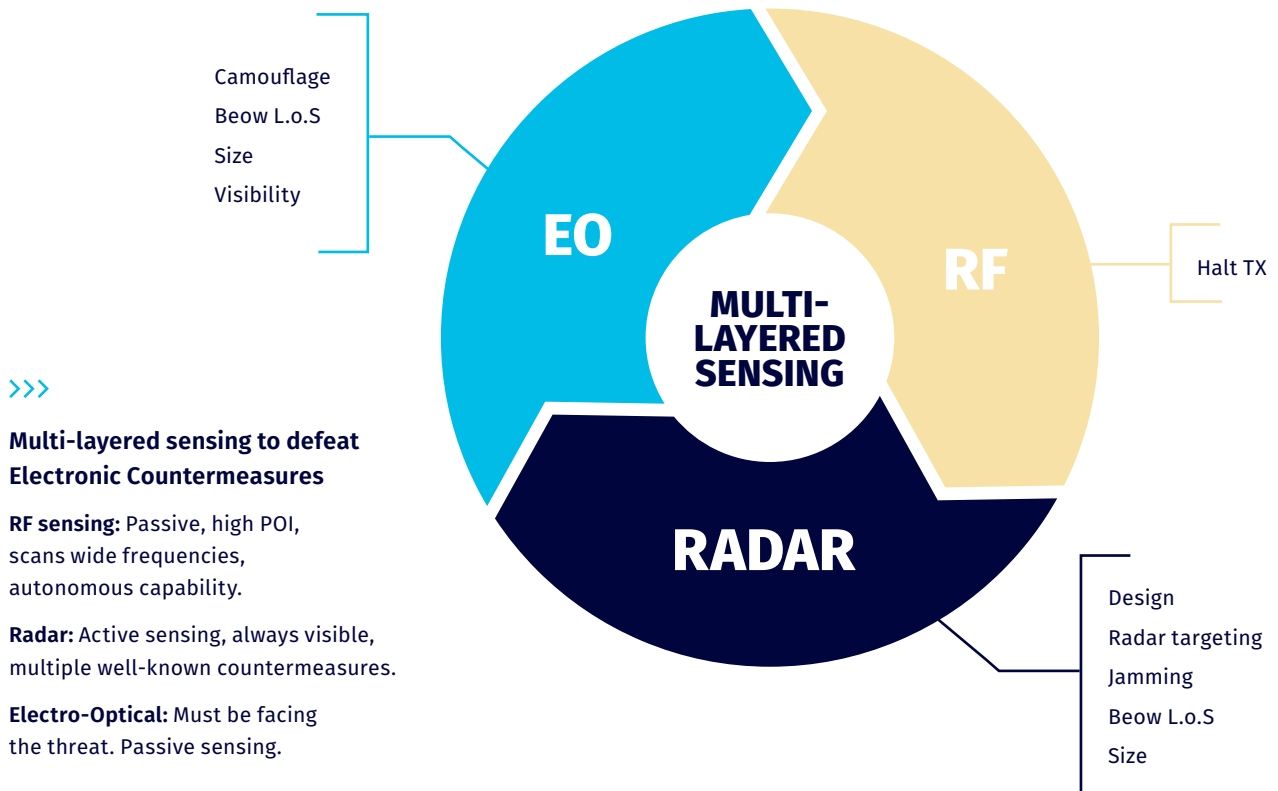 Camouflage
Beow L.o.S
Size
Visibility
EO
RF
Halt TX
MULTI-
LAYERED
SENSING
>>>
Multi-layered sensing to defeat
Electronic Countermeasures
RF sensing: Passive, high POI,
scans wide frequencies,
autonomous capability.
Radar: Active sensing, always visible,
multiple well-known countermeasures.
Electro-Optical: Must be facing
the threat. Passive sensing.
RADAR
Design
Radar targeting
Jamming
Beow L.o.S
Size